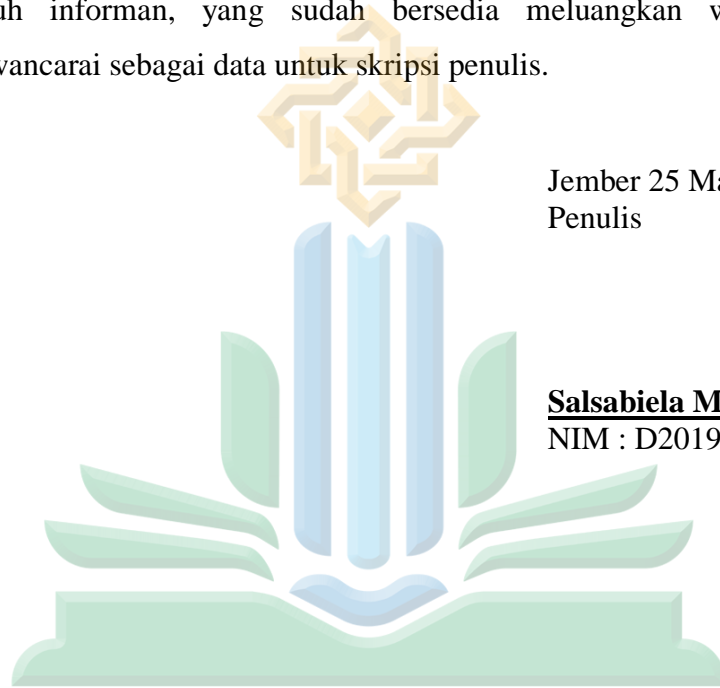 uh informan, yang sudah bersedia meluangkan w
vancarai sebagai data untuk skripsi penulis.
Jember 25 Ma
Penulis
Salsabiela M
NIM : D2019